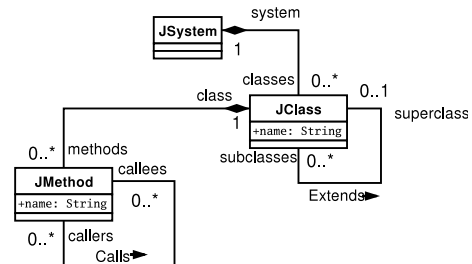 system
JSystem
1
classes
0..*
0..1
class
1
JClass
superclass
+name: String
subclasses
0..*
0..*
methods
Extends
JMethod
callees
+name: String
0..*
0..*
callers
Calls